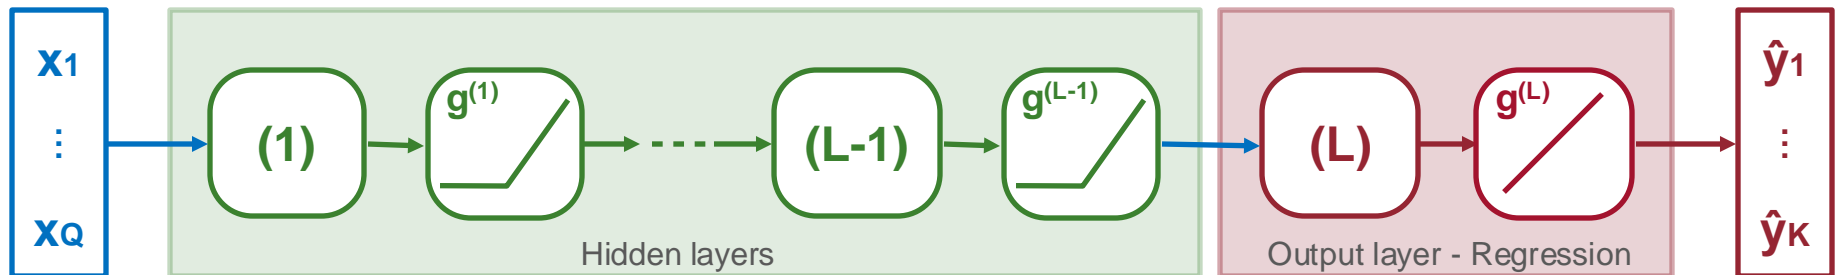 x1
⋮
xQ
(1)
g(1)
(L-1)
g(L-1)
Hidden layers
(L)
g(L)
Output layer - Regression
ŷ1
⋮
ŷK